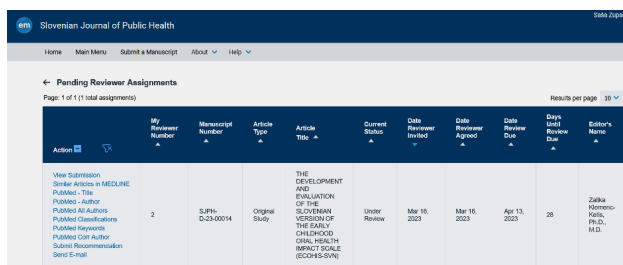 em Slovenian Journal of Public Health
Saša Zupa
Home Main Menu Submit a Manuscript About Help
← Pending Reviewer Assignments
Page: 1 of 1 (1 total assignments)
Results per page 10
Action
My Reviewer Number
Manuscript Number
Article Type
Article Title
Current Status
Date Reviewer Invited
Date Reviewer Agreed
Date Review Due
Days Until Review Due
Editor's Name
View Submission
Similar Articles in MEDLINE
PubMed - Title
PubMed - Author
PubMed All Authors
PubMed Classifications
PubMed Keywords
PubMed Corr Author
Submit Recommendation
Send E-mail
2
SJPH-
D-23-00014
Original
Study
THE
DEVELOPMENT
AND
EVALUATION
OF THE
SLOVENIAN
VERSION OF
THE EARLY
CHILDHOOD
ORAL HEALTH
IMPACT SCALE
(ECOHIS-SVN)
Under
Review
Mar 16,
2023
Mar 16,
2023
Apr 13,
2023
28
Zalika
Klemenc-
Ketis,
Ph.D.,
M.D.